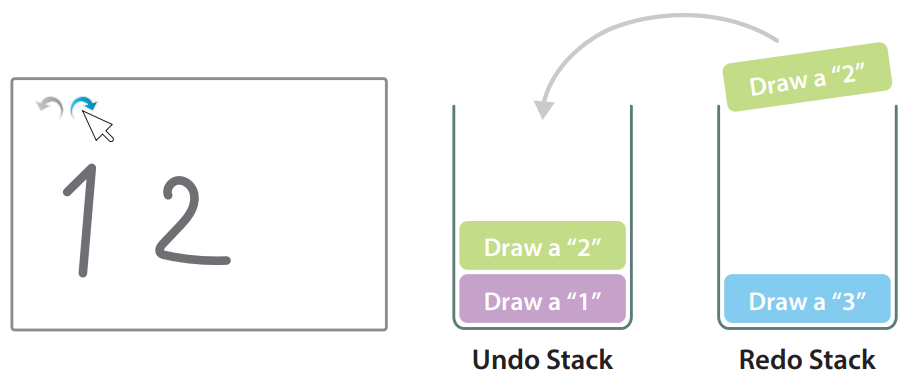 1 2
Draw a “2”
Draw a “2”
Draw a “1”
Undo Stack
Draw a “3”
Redo Stack